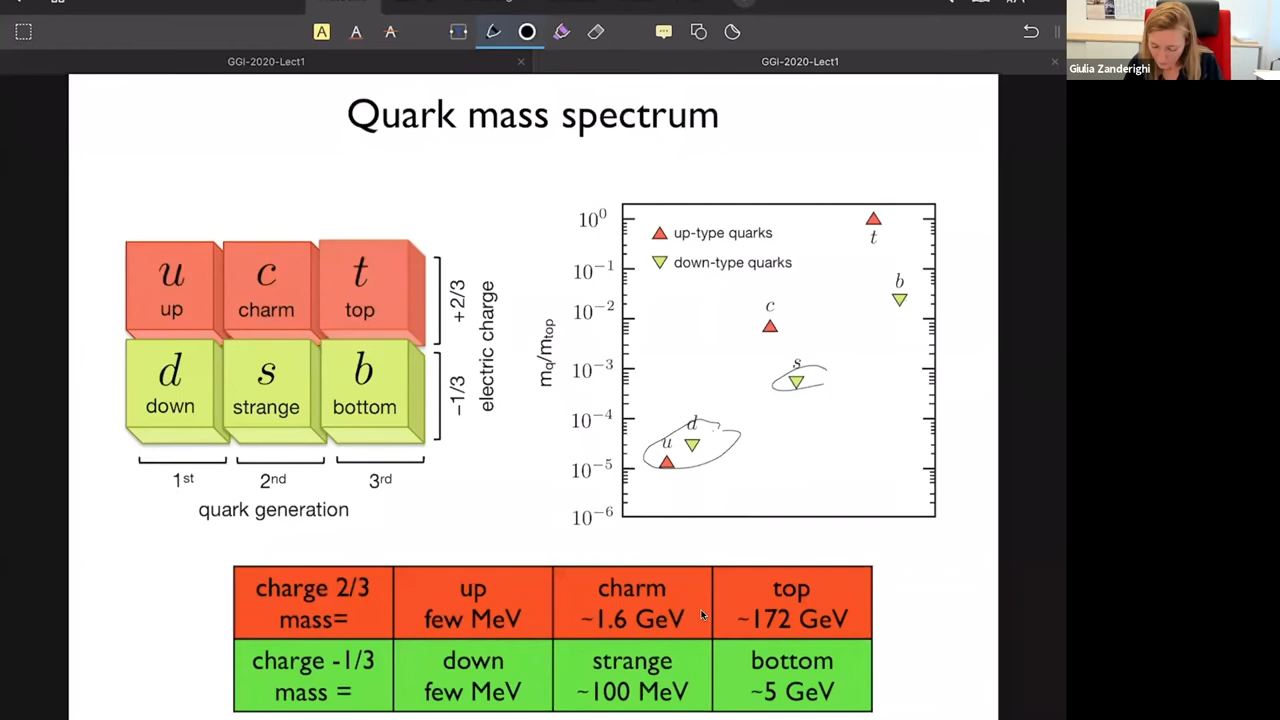 GGI-2020-Lect1
GGI-2020-Lect1
Giulia Zanderighi
Quark mass spectrum
u
up
c
charm
t
top
d
down
s
strange
b
bottom
+2/3
−1/3
electric charge
1st
2nd
3rd
quark generation
up-type quarks
down-type quarks
10^0
10^-1
10^-2
10^-3
10^-4
10^-5
10^-6
mq/mtop
t
b
c
s
d
u
charge 2/3
mass=
up
few MeV
charm
~1.6 GeV
top
~172 GeV
charge -1/3
mass =
down
few MeV
strange
~100 MeV
bottom
~5 GeV